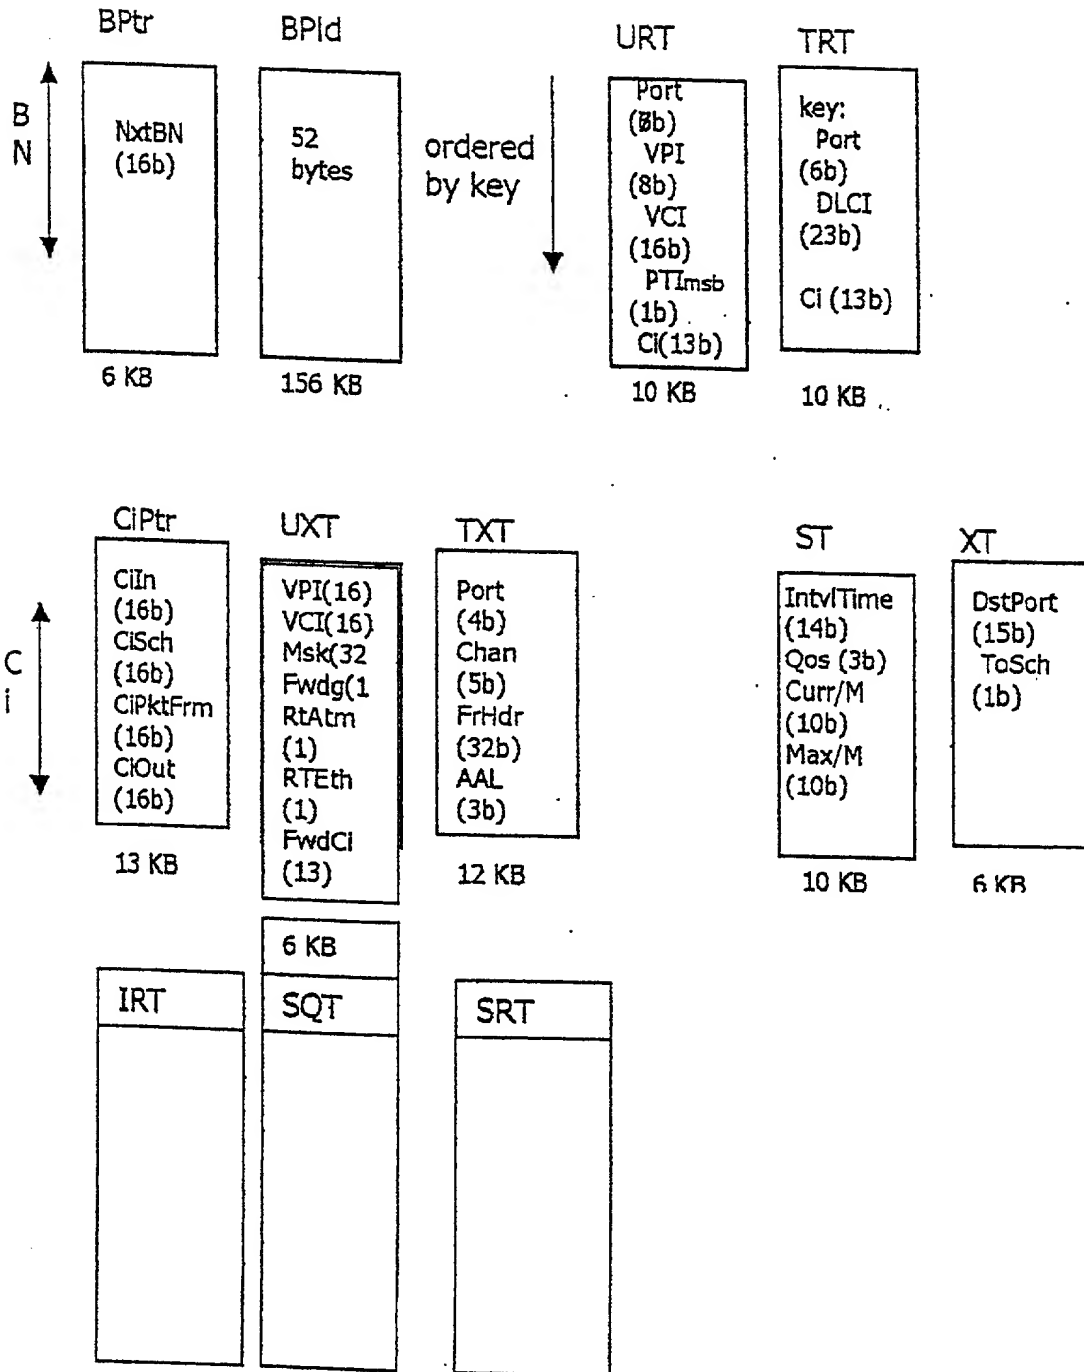 BPtr
BPld
URT
TRT
B
N
NxtBN
(16b)
52
bytes
ordered
by key
Port
VPI
(8b)
VCI
(16b)
PTImsb
(1b)
Ci(13b)
key:
Port
(6b)
DLCI
(23b)
Ci (13b)
6 KB
156 KB
10 KB
10 KB
CiPtr
UXT
TXT
ST
XT
C
i
CiIn
(16b)
CiSch
(16b)
CiPktFrm
(16b)
CiOut
(16b)
VPI(16)
VCI(16)
Msk(32
Fwdg(1
RtAtm
(1)
RTEth
(1)
FwdCi
(13)
Port
(4b)
Chan
(5b)
FrHdr
(32b)
AAL
(3b)
IntvlTime
(14b)
Qos (3b)
Curr/M
(10b)
Max/M
(10b)
DstPort
(15b)
ToSch
(1b)
13 KB
12 KB
10 KB
6 KB
6 KB
IRT
SQT
SRT